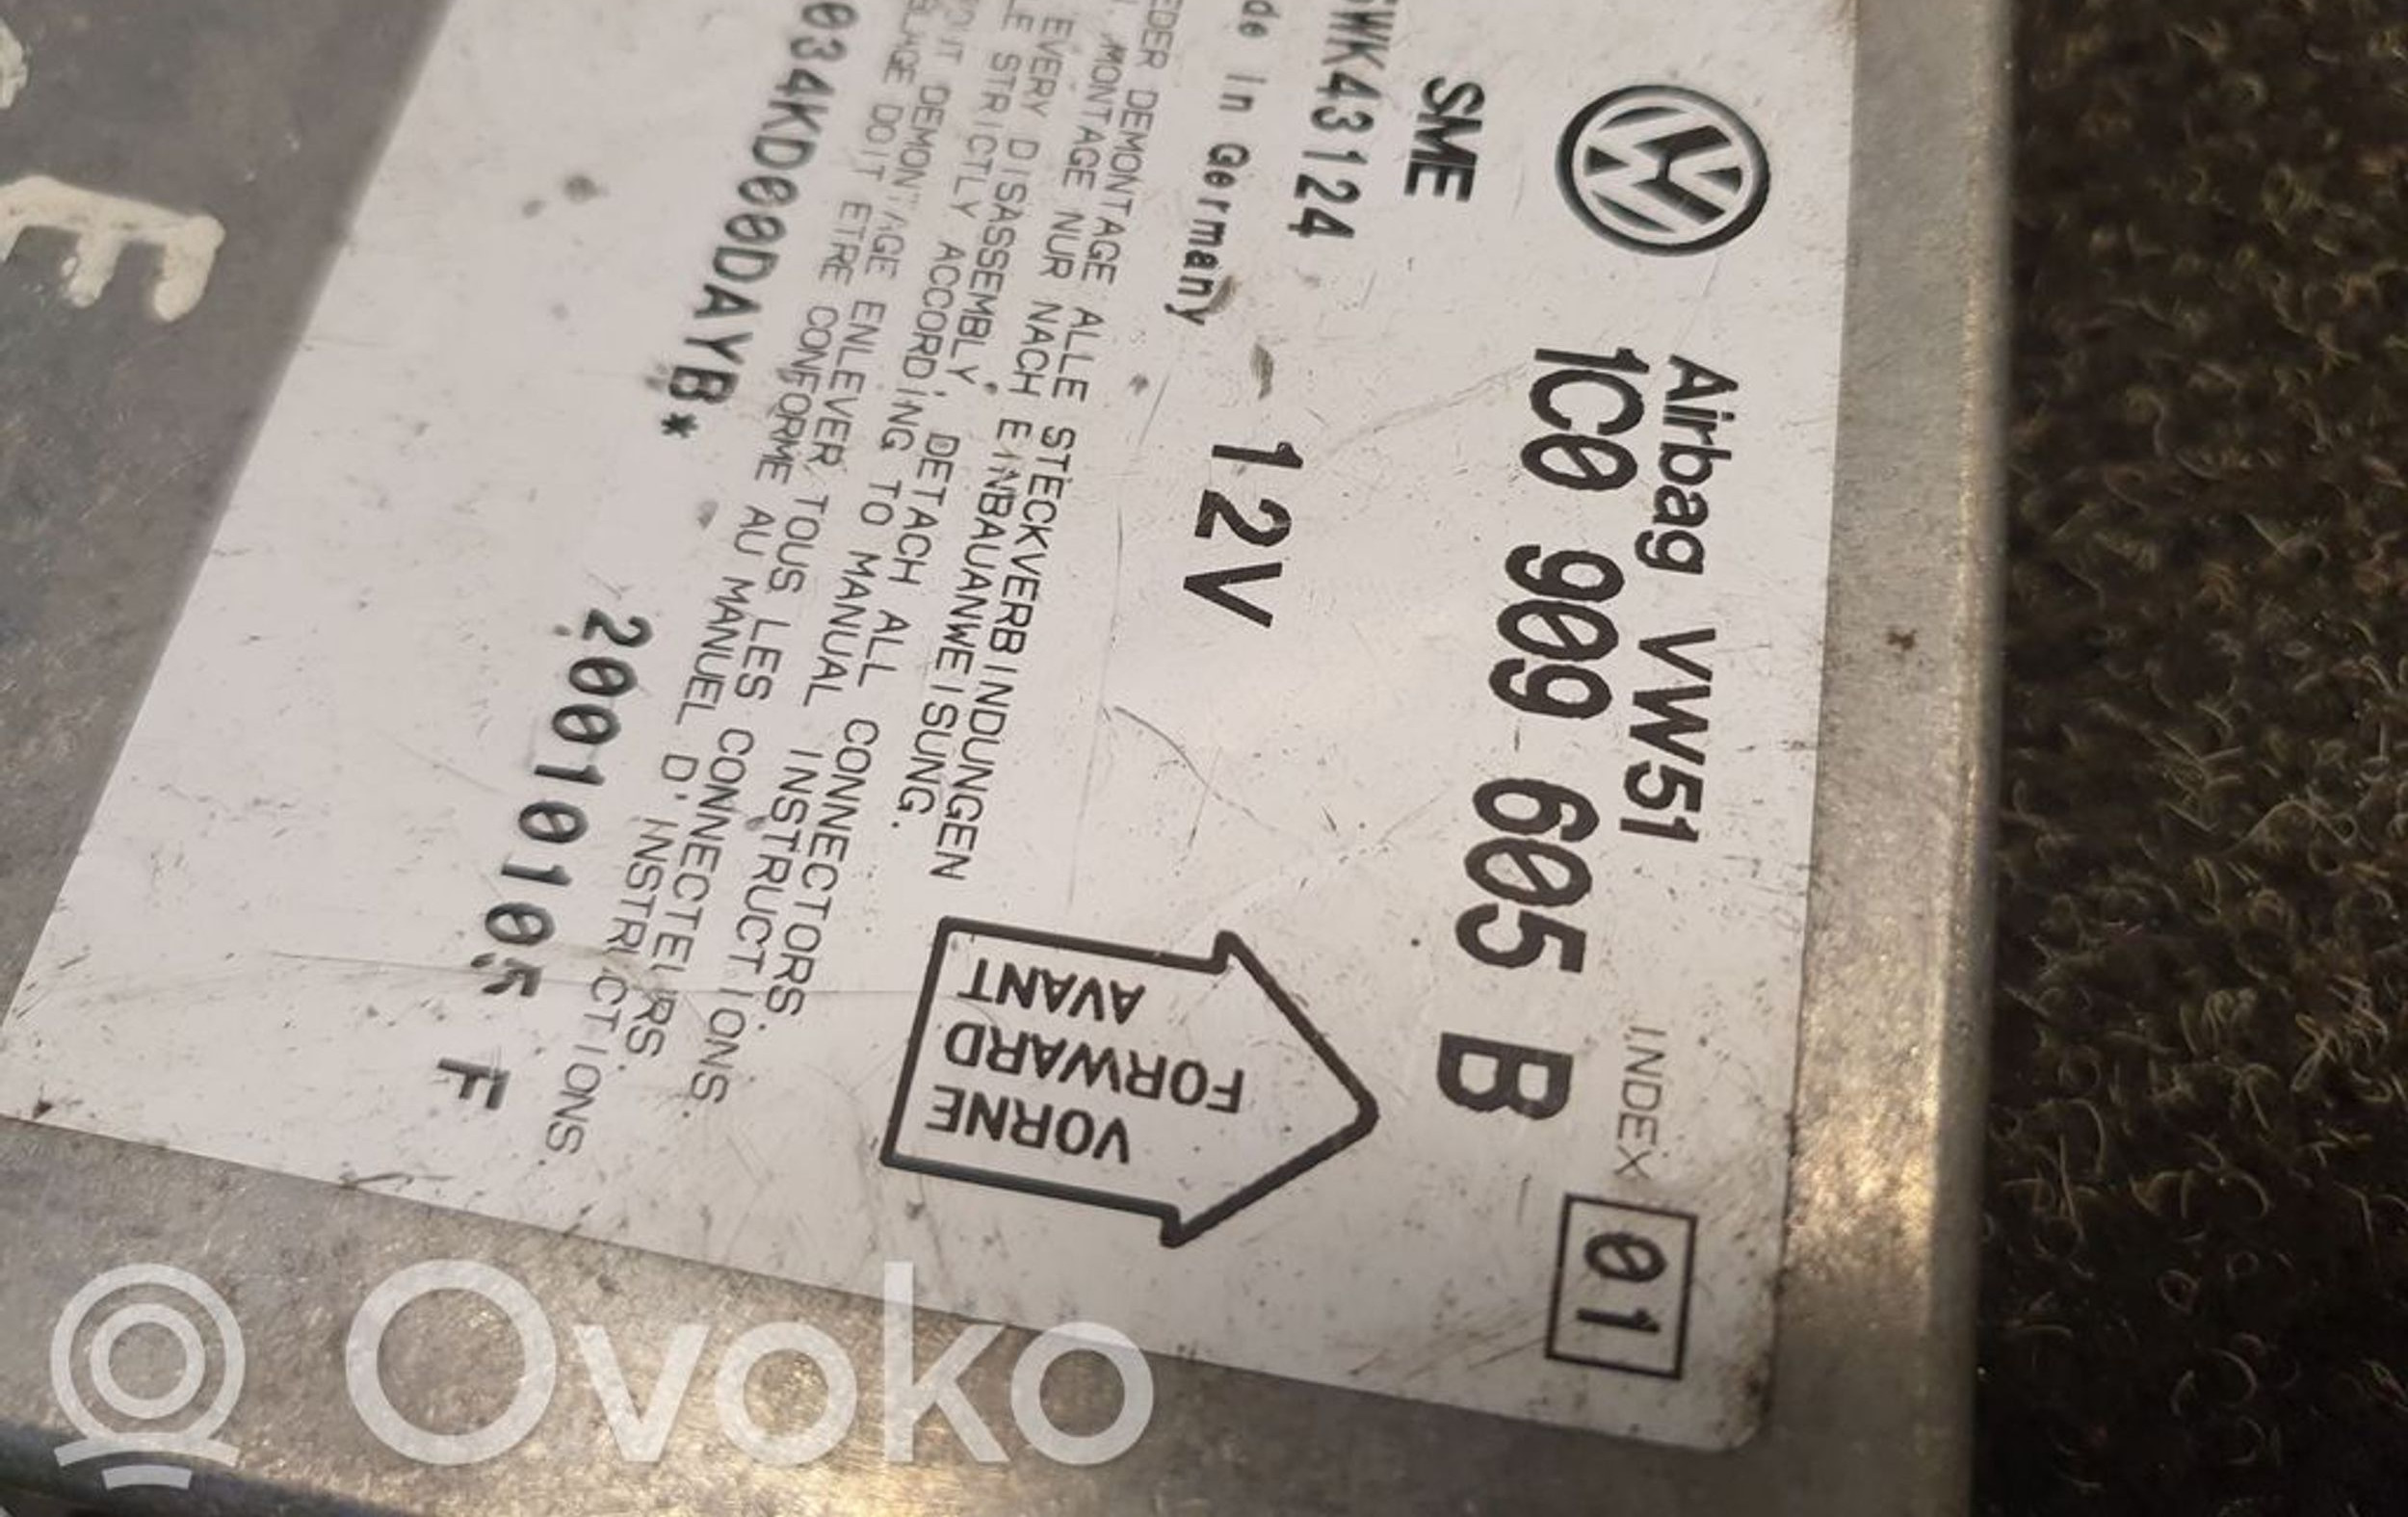 Airbag VW51 INDEX 01
1C0 909 605 B
SME
5WK43124
12V
de In Germany
VORNE
FORWARD
AVANT
EDER DEMONTAGE ALLE STECKVERBINDUNGEN
MONTAGE NUR NACH EINBAUANWEISUNG.
EVERY DISASSEMBLY, DETACH ALL CONNECTORS.
LE STRICTLY ACCORDING TO MANUAL INSTRUCTIONS.
DEMONTAGE ENLEVER TOUS LES CONNECTEURS.
DOIT ETRE CONFORME AU MANUEL D'INSTRUCTIONS.
034KD000DAYB*
20010105 F
E
Ovoko